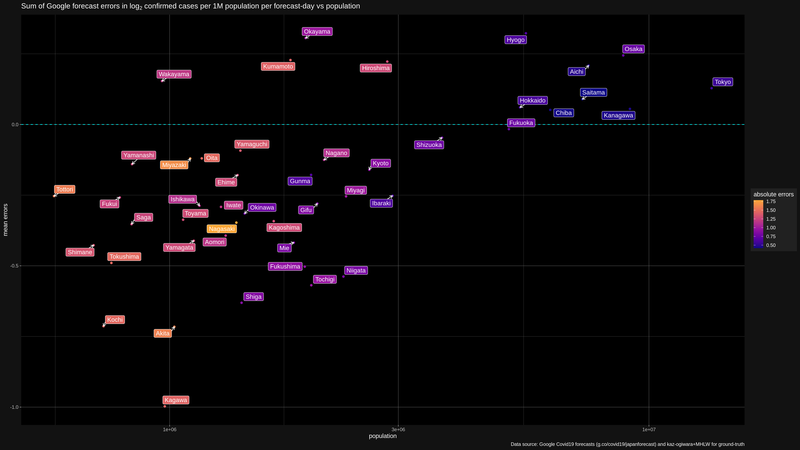 Sum of Google forecast errors in log₂ confirmed cases per 1M population per forecast-day vs population
Okayama
Hyogo
Osaka
Kumamoto
Hiroshima
Wakayama
Aichi
Tokyo
Saitama
Hokkaido
Chiba
Kanagawa
Fukuoka
0.0
Yamaguchi
Shizuoka
Yamanashi
Oita
Nagano
Miyazaki
Kyoto
Ehime
Gunma
Tottori
Miyagi
Fukui
Ishikawa
Iwate
Okinawa
Gifu
Ibaraki
Saga
Toyama
Nagasaki
Kagoshima
Shimane
Yamagata
Aomori
Mie
Tokushima
-0.5
Fukushima
Niigata
Tochigi
Shiga
Kochi
Akita
Kagawa
-1.0
mean errors
absolute errors
1.75
1.50
1.25
1.00
0.75
0.50
1e+06
3e+06
1e+07
population
Data source: Google Covid19 forecasts (g.co/covid19/japanforecast) and kaz-ogiwara+MHLW for ground-truth